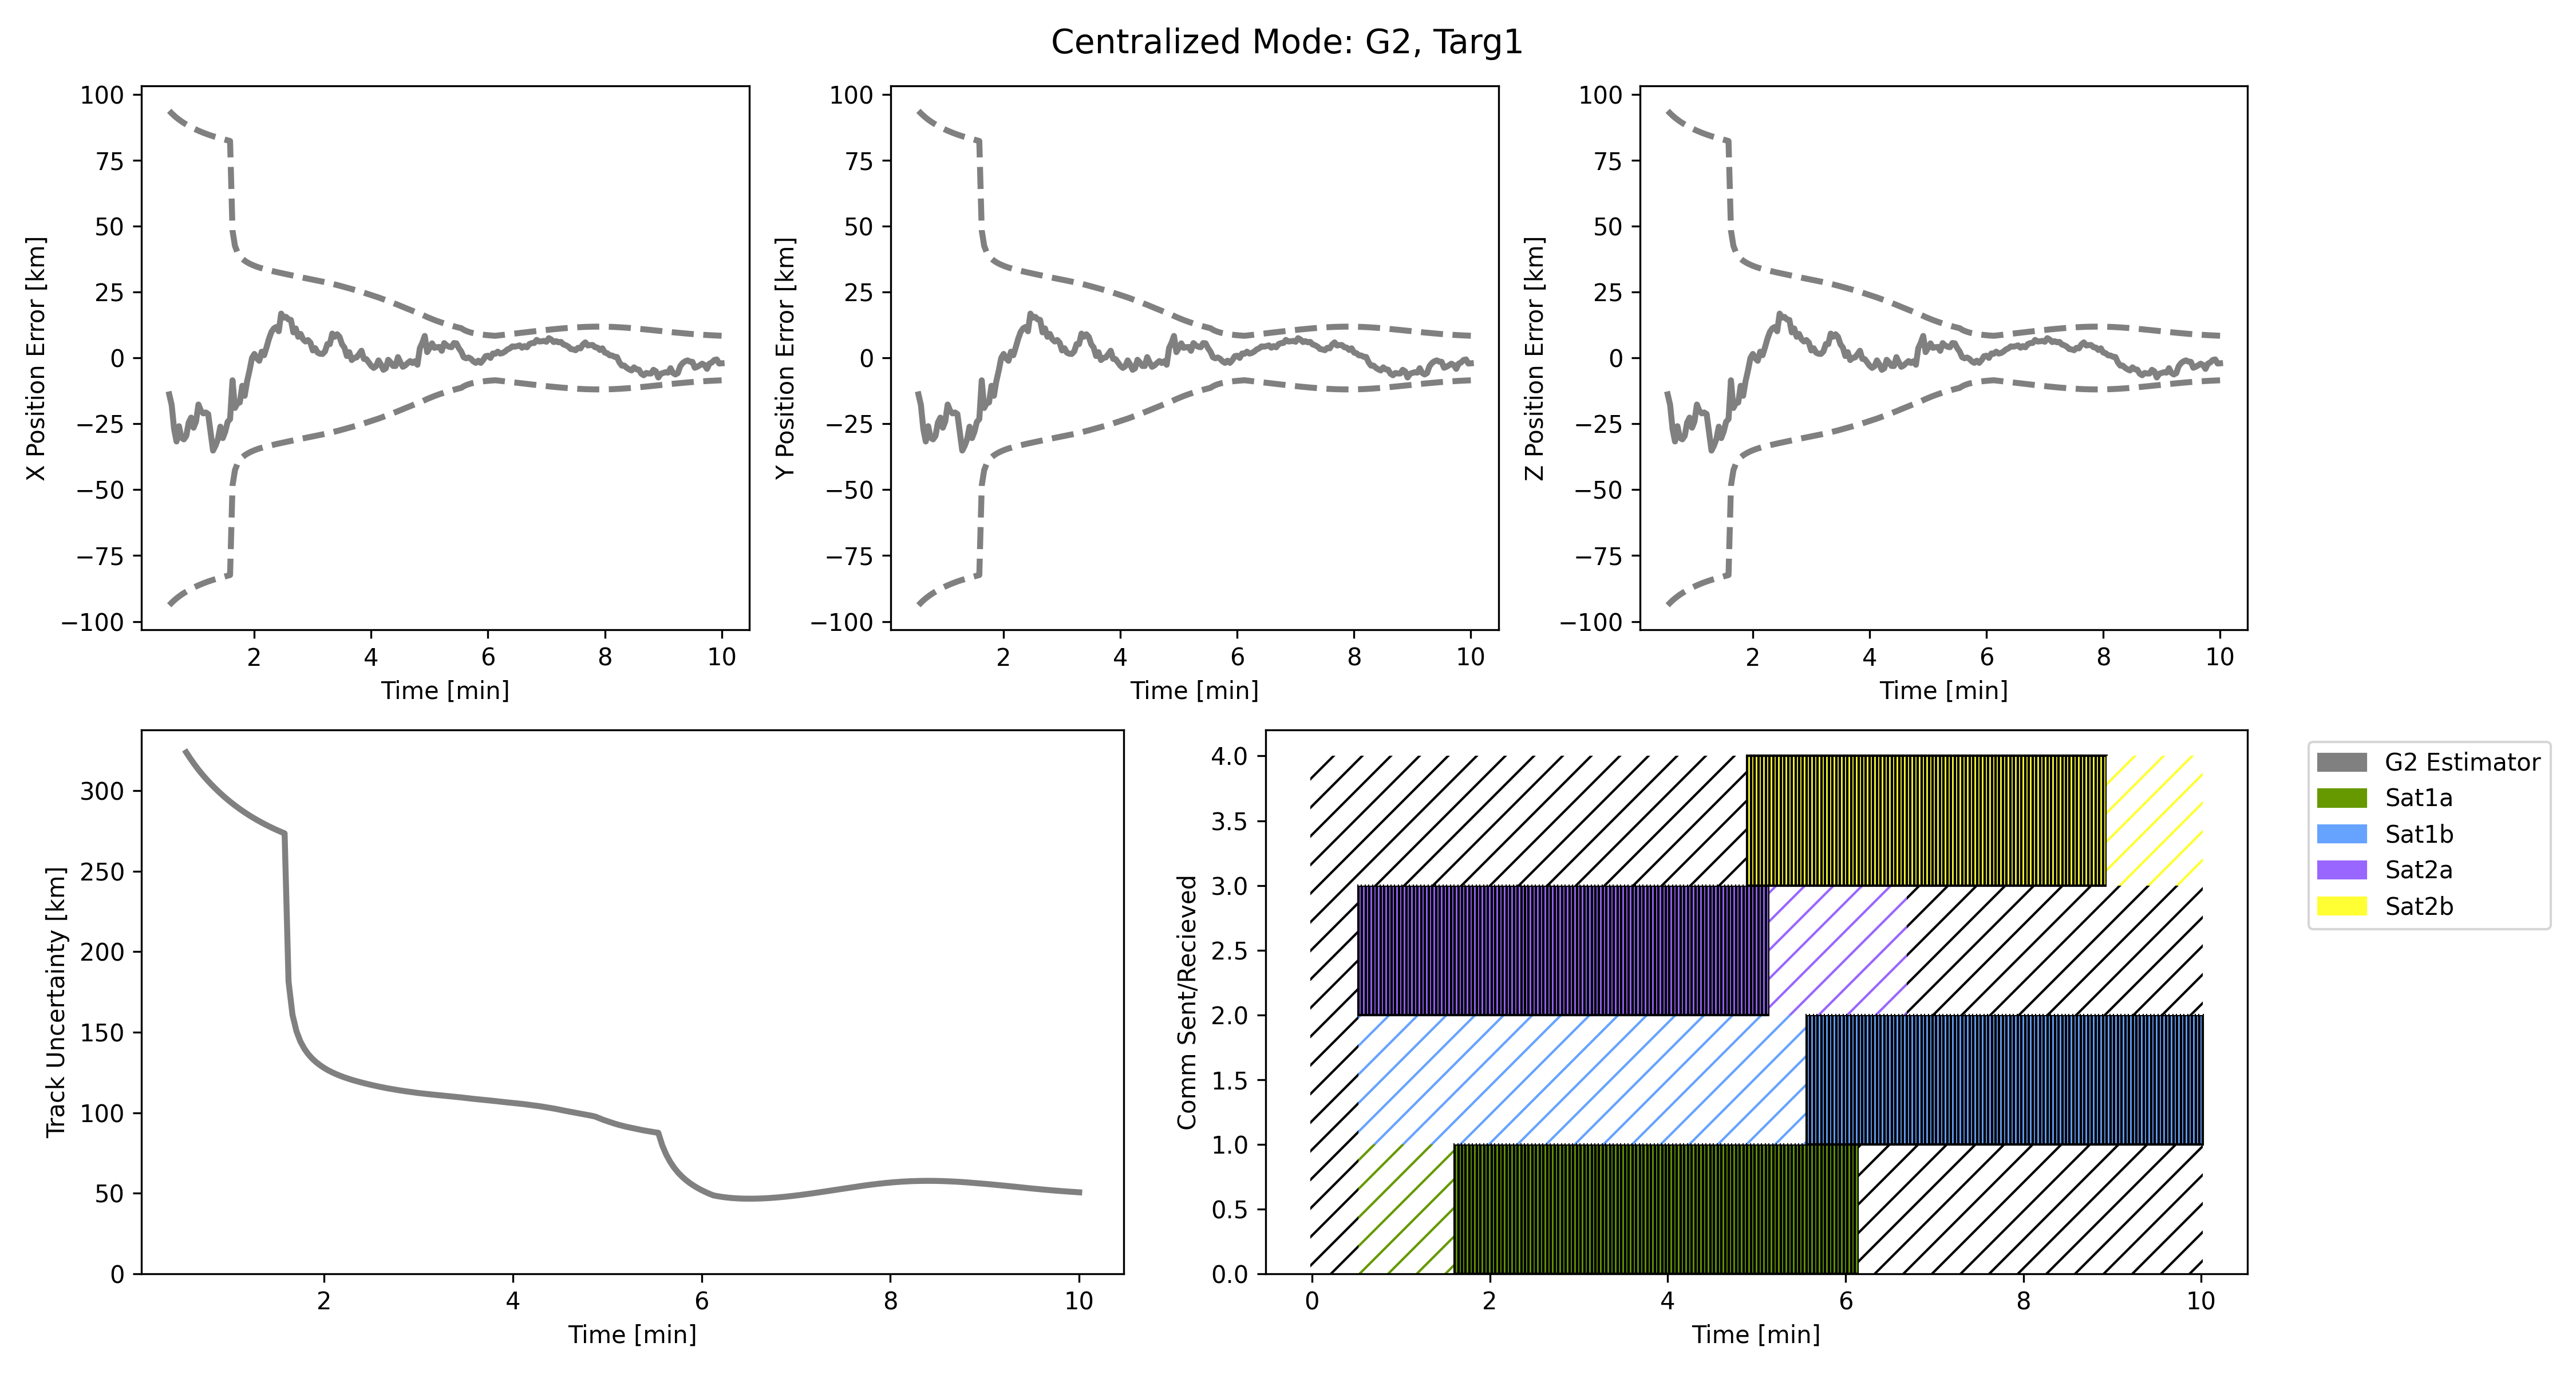 Centralized Mode: G2, Targ1
X Position Error [km]
100
75
50
25
0
−25
−50
−75
−100
2 4 6 8 10
Time [min]
Y Position Error [km]
100
75
50
25
0
−25
−50
−75
−100
2 4 6 8 10
Time [min]
Z Position Error [km]
100
75
50
25
0
−25
−50
−75
−100
2 4 6 8 10
Time [min]
Track Uncertainty [km]
300
250
200
150
100
50
0
2 4 6 8 10
Time [min]
Comm Sent/Recieved
4.0
3.5
3.0
2.5
2.0
1.5
1.0
0.5
0.0
0 2 4 6 8 10
Time [min]
G2 Estimator
Sat1a
Sat1b
Sat2a
Sat2b